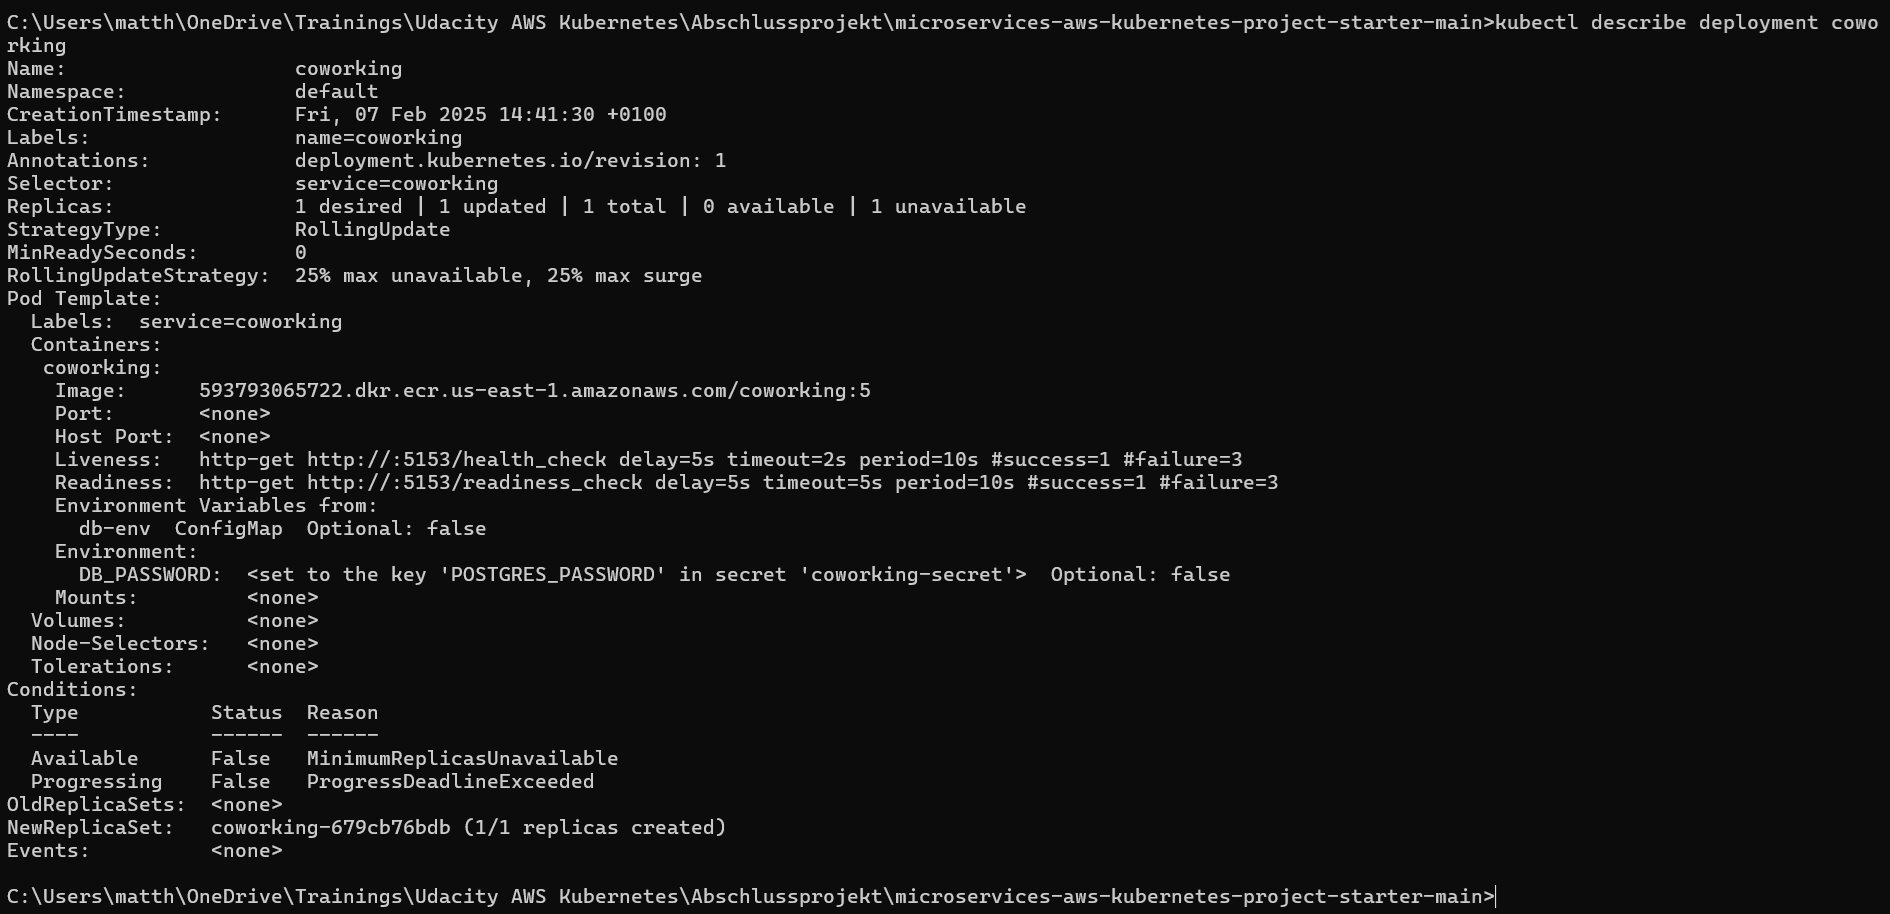 C:\Users\matth\OneDrive\Trainings\Udacity AWS Kubernetes\Abschlussprojekt\microservices-aws-kubernetes-project-starter-main>kubectl describe deployment cowo
rking
Name:                   coworking
Namespace:              default
CreationTimestamp:      Fri, 07 Feb 2025 14:41:30 +0100
Labels:                 name=coworking
Annotations:            deployment.kubernetes.io/revision: 1
Selector:               service=coworking
Replicas:               1 desired | 1 updated | 1 total | 0 available | 1 unavailable
StrategyType:           RollingUpdate
MinReadySeconds:        0
RollingUpdateStrategy:  25% max unavailable, 25% max surge
Pod Template:
  Labels:  service=coworking
  Containers:
   coworking:
    Image:      593793065722.dkr.ecr.us-east-1.amazonaws.com/coworking:5
    Port:       <none>
    Host Port:  <none>
    Liveness:   http-get http://:5153/health_check delay=5s timeout=2s period=10s #success=1 #failure=3
    Readiness:  http-get http://:5153/readiness_check delay=5s timeout=5s period=10s #success=1 #failure=3
    Environment Variables from:
      db-env  ConfigMap  Optional: false
    Environment:
      DB_PASSWORD:  <set to the key 'POSTGRES_PASSWORD' in secret 'coworking-secret'>  Optional: false
    Mounts:         <none>
  Volumes:          <none>
  Node-Selectors:   <none>
  Tolerations:      <none>
Conditions:
  Type           Status  Reason
  ----           ------  ------
  Available      False   MinimumReplicasUnavailable
  Progressing    False   ProgressDeadlineExceeded
OldReplicaSets:  <none>
NewReplicaSet:   coworking-679cb76bdb (1/1 replicas created)
Events:          <none>
C:\Users\matth\OneDrive\Trainings\Udacity AWS Kubernetes\Abschlussprojekt\microservices-aws-kubernetes-project-starter-main>